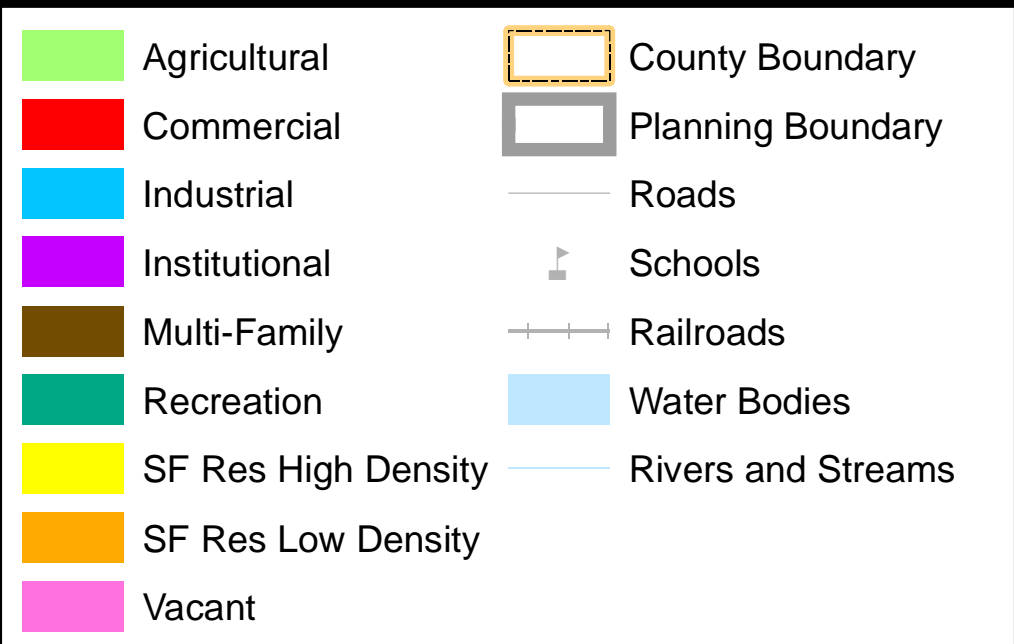 Agricultural
Commercial
Industrial
Institutional
Multi-Family
Recreation
SF Res High Density
SF Res Low Density
Vacant
County Boundary
Planning Boundary
Roads
Schools
Railroads
Water Bodies
Rivers and Streams